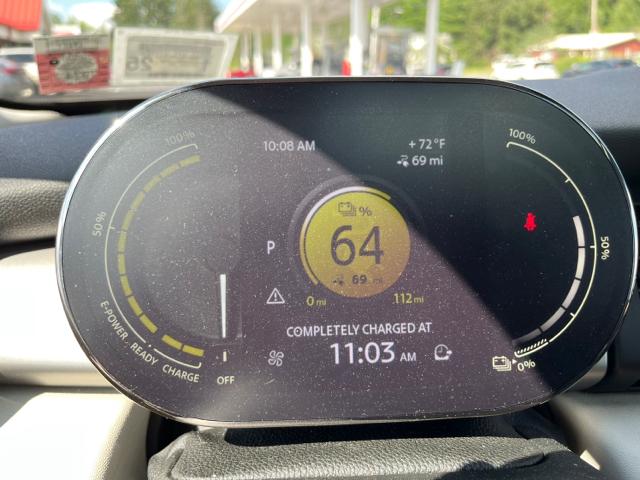 25
100%
100%
10:08 AM
+ 72°F
69 mi
50%
%
64
69 mi
P
50%
0 mi
112 mi
E-POWER READY CHARGE
COMPLETELY CHARGED AT
11:03 AM
OFF
0%